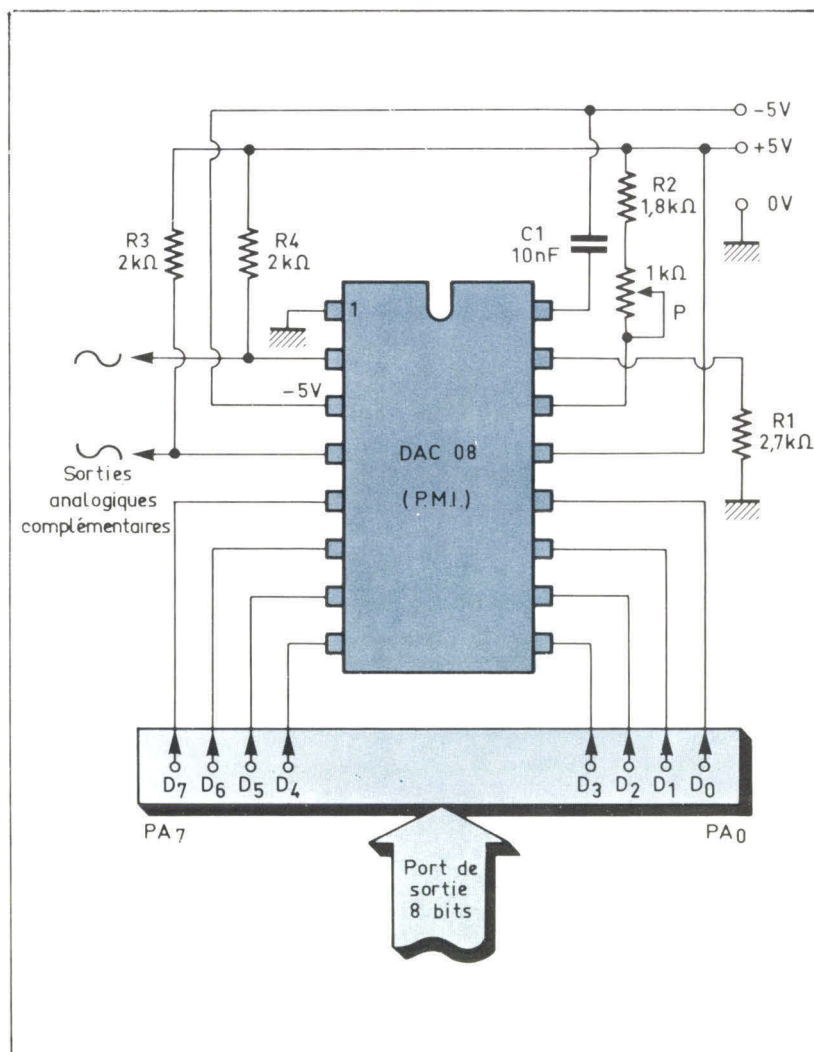 -5V
+5V
0V
R2
1,8kΩ
R3
2kΩ
R4
2kΩ
C1
10nF
1kΩ
P
1
-5V
R1
2,7kΩ
DAC 08
(P.M.I.)
Sorties
analogiques
complémentaires
D7 D6 D5 D4 D3 D2 D1 D0
PA7 PA0
Port de
sortie
8 bits